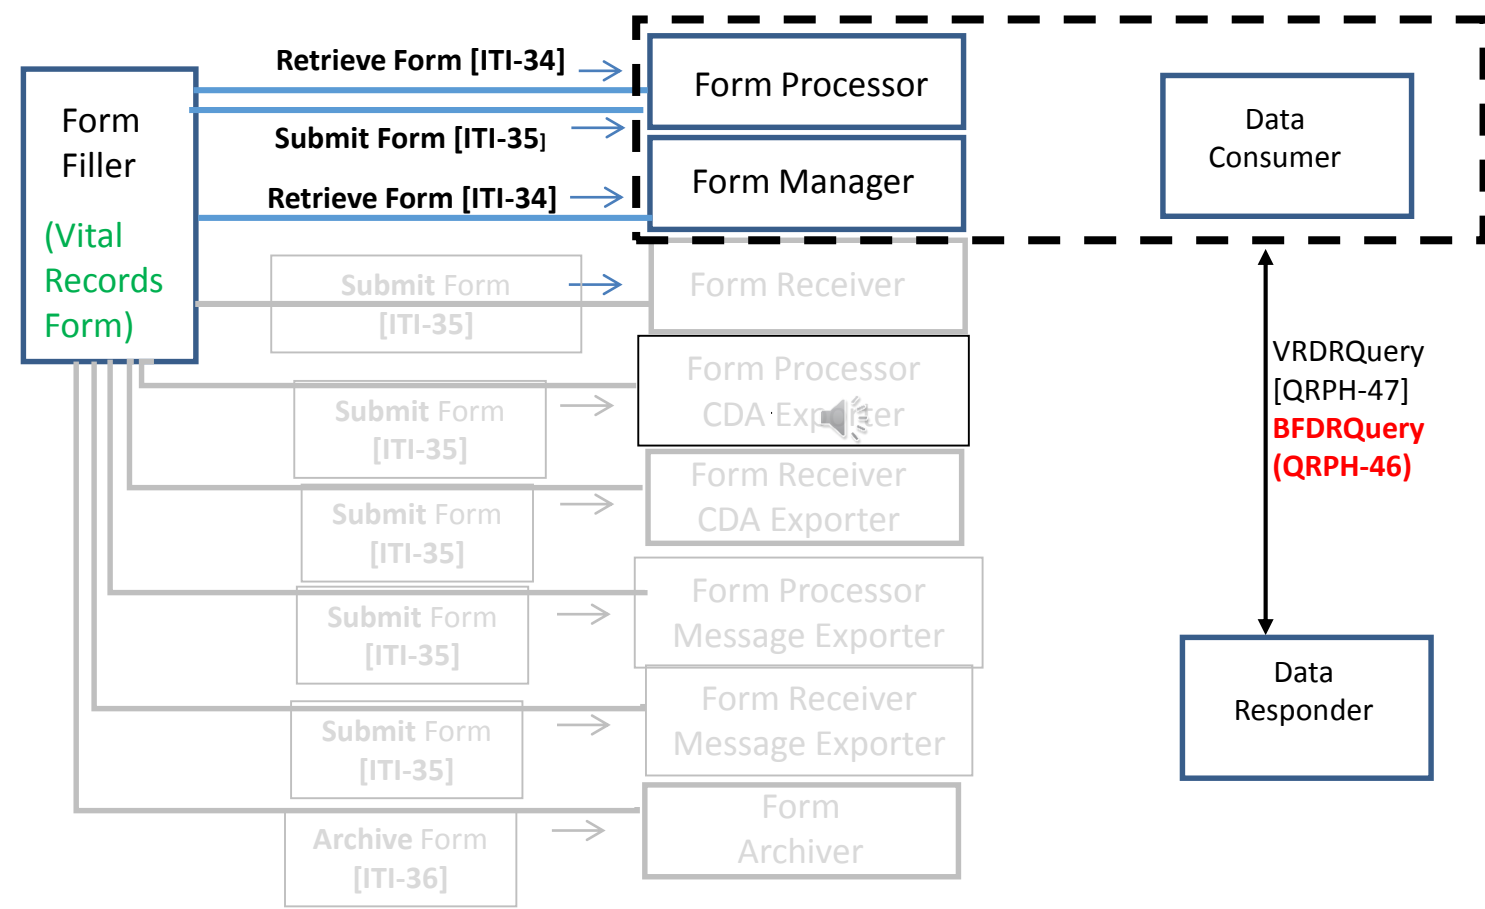 Form
Filler
(Vital
Records
Form)
Retrieve Form [ITI-34]
Submit Form [ITI-35]
Retrieve Form [ITI-34]
Form Processor
Form Manager
Data
Consumer
Submit Form
[ITI-35]
Form Receiver
Submit Form
[ITI-35]
Form Processor
CDA Exporter
Submit Form
[ITI-35]
Form Receiver
CDA Exporter
Submit Form
[ITI-35]
Form Processor
Message Exporter
Submit Form
[ITI-35]
Form Receiver
Message Exporter
Archive Form
[ITI-36]
Form
Archiver
VRDRQuery
[QRPH-47]
BFDRQuery
(QRPH-46)
Data
Responder